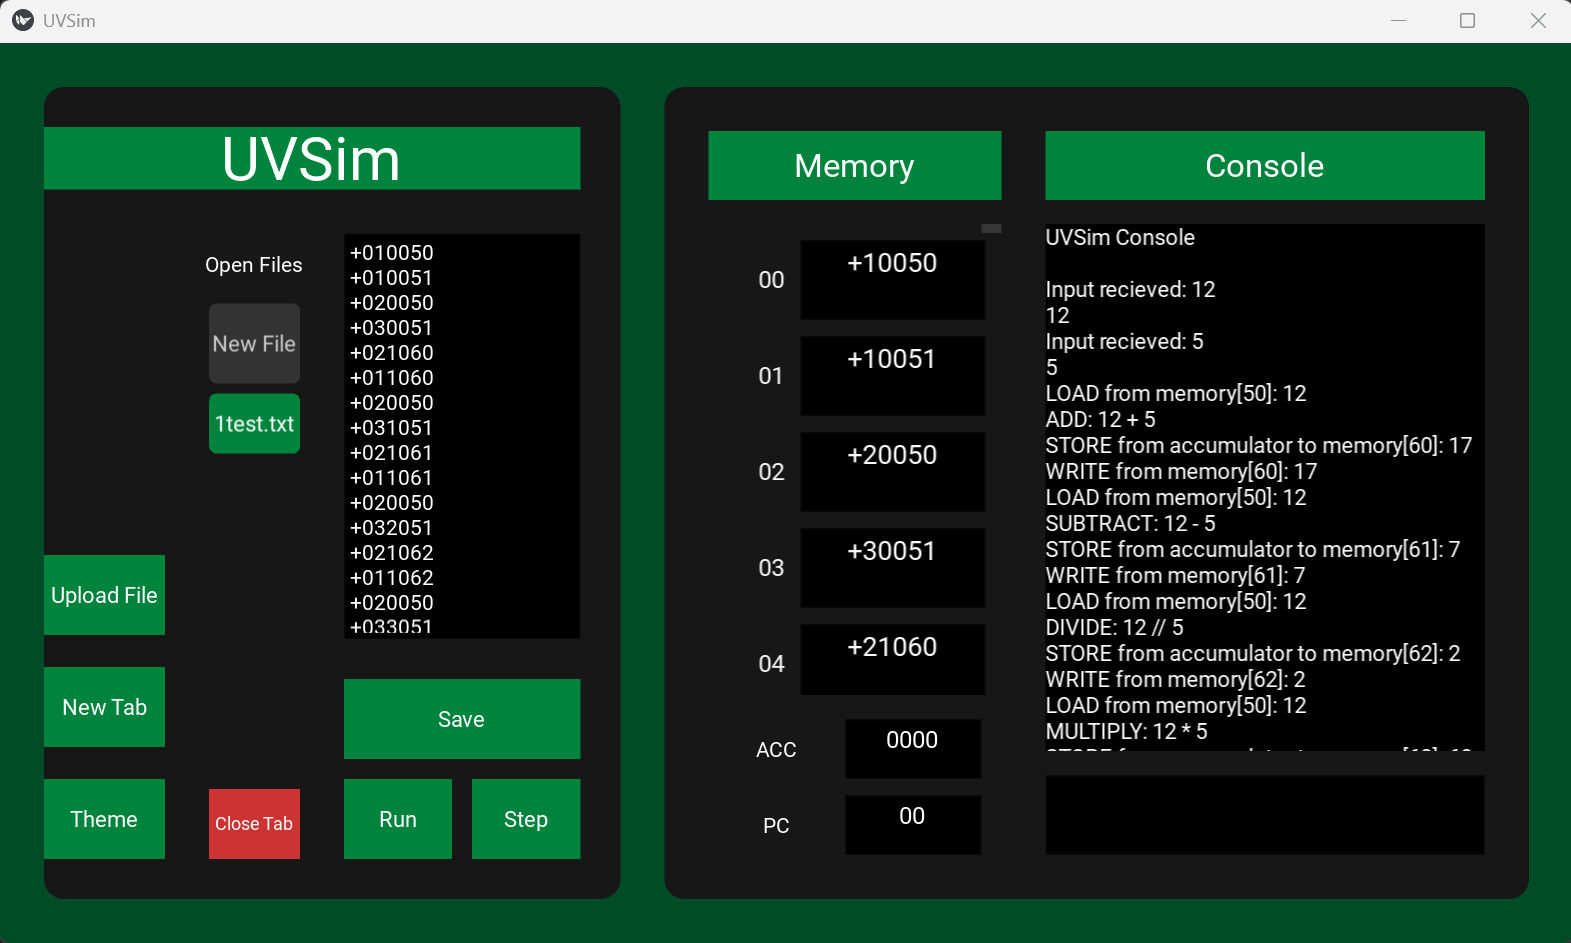 UVSim
UVSim
Open Files
New File
1test.txt
+010050
+010051
+020050
+030051
+021060
+011060
+020050
+031051
+021061
+011061
+020050
+032051
+021062
+011062
+020050
+033051
Upload File
New Tab
Theme
Close Tab
Save
Run
Step
Memory
00
+10050
01
+10051
02
+20050
03
+30051
04
+21060
ACC
0000
PC
00
Console
UVSim Console
Input recieved: 12
12
Input recieved: 5
5
LOAD from memory[50]: 12
ADD: 12 + 5
STORE from accumulator to memory[60]: 17
WRITE from memory[60]: 17
LOAD from memory[50]: 12
SUBTRACT: 12 - 5
STORE from accumulator to memory[61]: 7
WRITE from memory[61]: 7
LOAD from memory[50]: 12
DIVIDE: 12 // 5
STORE from accumulator to memory[62]: 2
WRITE from memory[62]: 2
LOAD from memory[50]: 12
MULTIPLY: 12 * 5